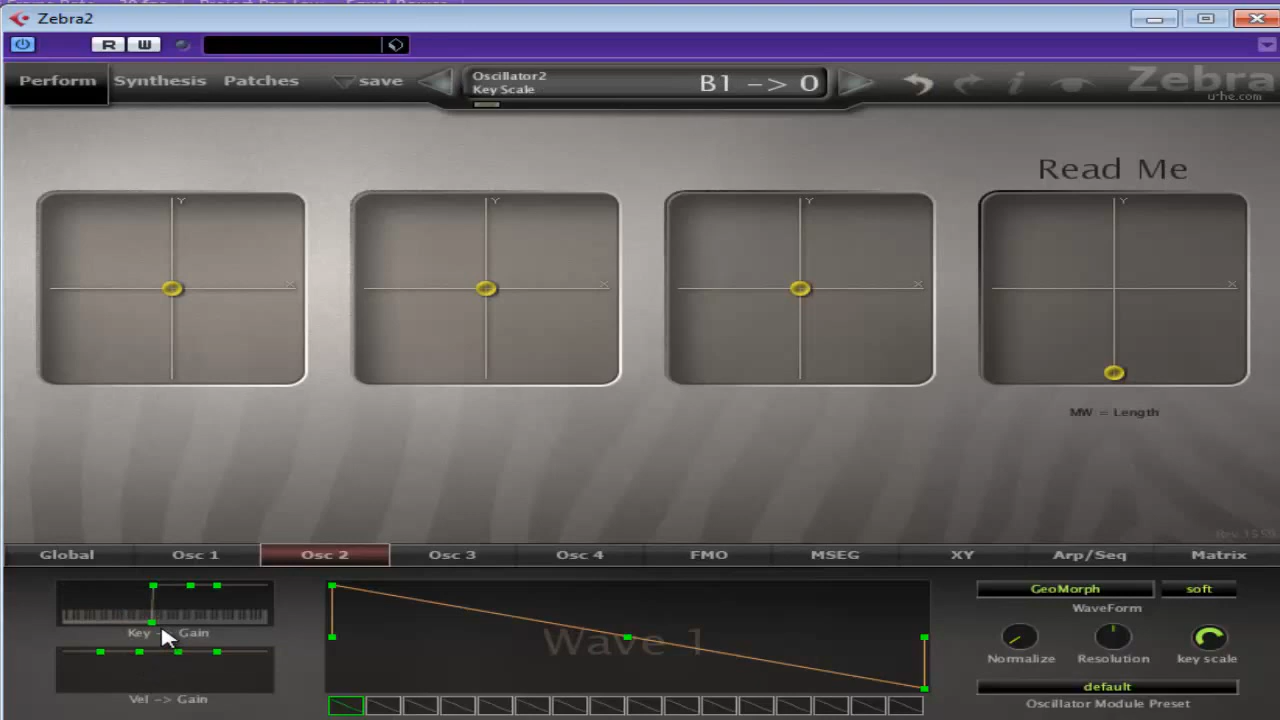 Zebra2
R W
Perform Synthesis Patches save
Oscillator2
Key Scale
B1 -> 0
i
Zebra
u-he.com
Read Me
Y
Y
Y
Y
X
X
X
X
MW = Length
Global Osc 1 Osc 2 Osc 3 Osc 4 FMO MSEG XY Arp/Seq Matrix
Key -> Gain
Vel -> Gain
Wave 1
GeoMorph soft
WaveForm
Normalize Resolution key scale
default
Oscillator Module Preset